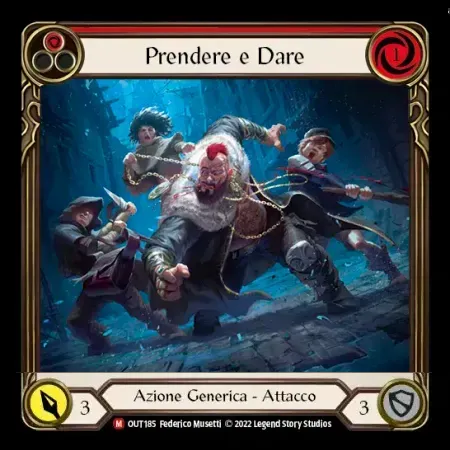 Prendere e Dare
1
3
Azione Generica - Attacco
3
M OUT185 Federico Musetti © 2022 Legend Story Studios